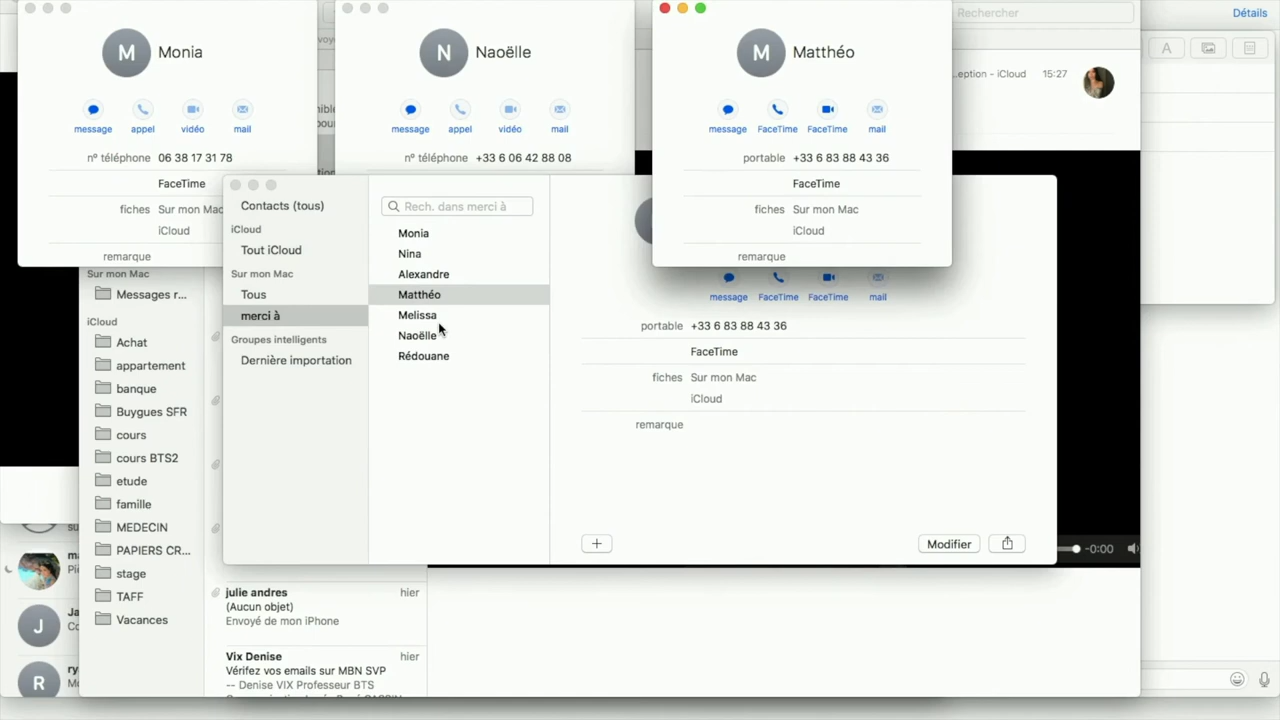 Monia
message appel vidéo mail
n° téléphone 06 38 17 31 78
FaceTime
fiches Sur mon Mac
iCloud
remarque
Naoëlle
message appel vidéo mail
n° téléphone +33 6 06 42 88 08
Matthéo
message FaceTime FaceTime mail
portable +33 6 83 88 43 36
FaceTime
fiches Sur mon Mac
iCloud
remarque
Rechercher
Détails
...eption - iCloud 15:27
Contacts (tous)
iCloud
Tout iCloud
Sur mon Mac
Tous
merci à
Groupes intelligents
Dernière importation
Rech. dans merci à
Monia
Nina
Alexandre
Matthéo
Melissa
Naoëlle
Rédouane
message FaceTime FaceTime mail
portable +33 6 83 88 43 36
FaceTime
fiches Sur mon Mac
iCloud
remarque
+
Modifier
Sur mon Mac
Messages r...
iCloud
Achat
appartement
banque
Buygues SFR
cours
cours BTS2
etude
famille
MEDECIN
PAPIERS CR...
stage
TAFF
Vacances
J
R
julie andres hier
(Aucun objet)
Envoyé de mon iPhone
Vix Denise hier
Vérifez vos emails sur MBN SVP
-- Denise VIX Professeur BTS
-0:00